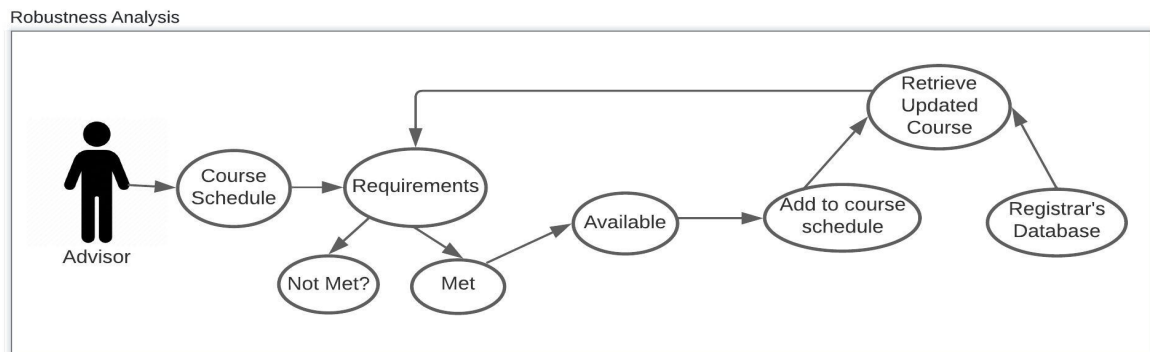 Robustness Analysis
Retrieve
Updated
Course
Course
Schedule
Requirements
Available
Add to course
schedule
Registrar's
Database
Advisor
Not Met?
Met